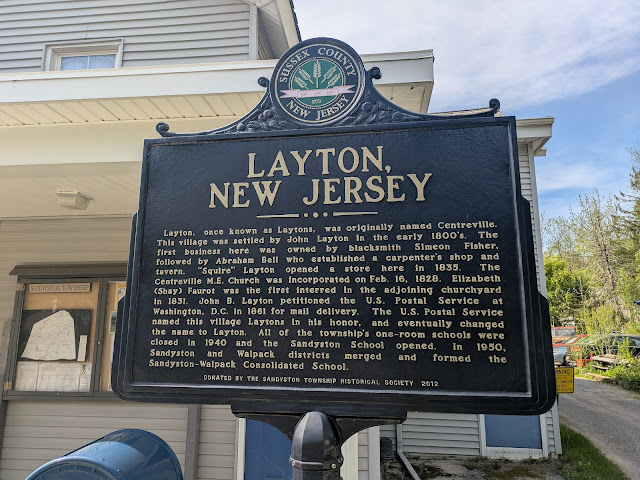 SUSSEX COUNTY
1753
NEW JERSEY
LAYTON,
NEW JERSEY
Layton, once known as Laytons, was originally named Centreville.
This village was settled by John Layton in the early 1800's. The
first business here was owned by blacksmith Simeon Fisher,
followed by Abraham Bell who established a carpenter's shop and
tavern. "Squire" Layton opened a store here in 1835. The
Centreville M.E. Church was incorporated on Feb. 16, 1828. Elizabeth
(Shay) Faurot was the first interred in the adjoining churchyard
in 1831. John B. Layton petitioned the U.S. Postal Service at
Washington, D.C. in 1861 for mail delivery. The U.S. Postal Service
named this village Laytons in his honor, and eventually changed
the name to Layton. All of the township's one-room schools were
closed in 1940 and the Sandyston School opened. In 1950,
Sandyston and Walpack districts merged and formed the
Sandyston-Walpack Consolidated School.
DONATED BY THE SANDYSTON TOWNSHIP HISTORICAL SOCIETY 2012
SANDYSTON TOWNSHIP